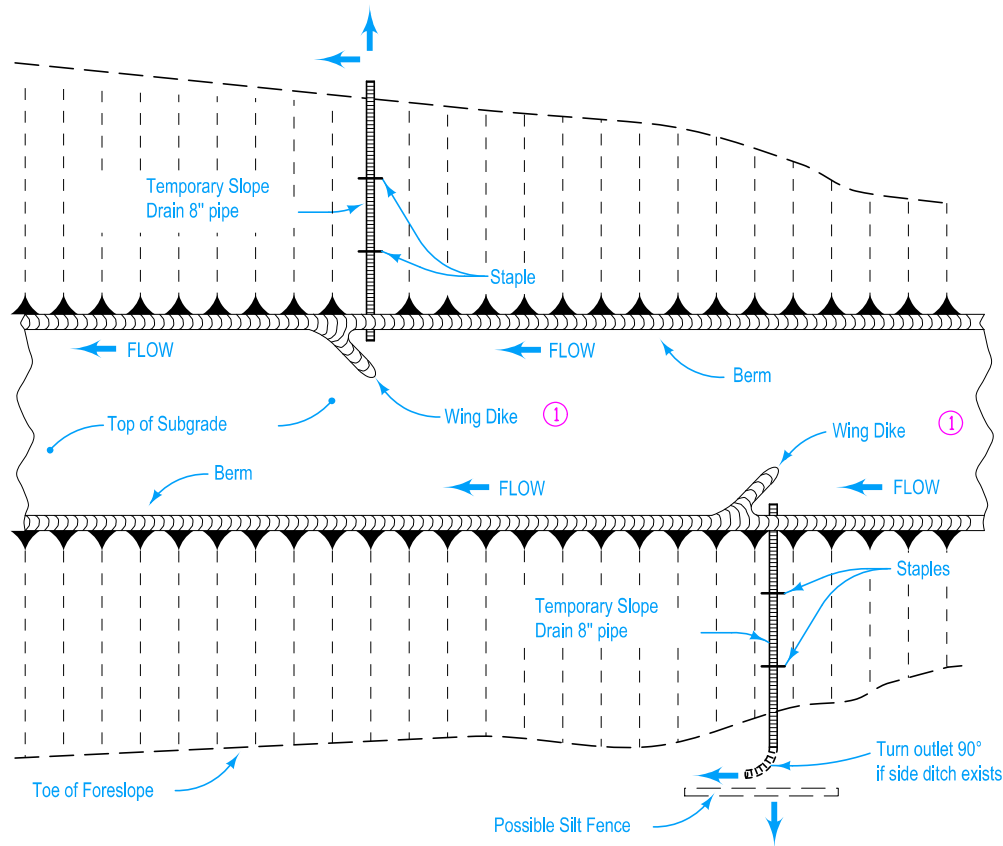 Temporary Slope
Drain 8" pipe
Staple
FLOW
FLOW
Berm
Wing Dike
1
1
Top of Subgrade
Wing Dike
Berm
FLOW
FLOW
Staples
Temporary Slope
Drain 8" pipe
Turn outlet 90°
if side ditch exists
Toe of Foreslope
Possible Silt Fence